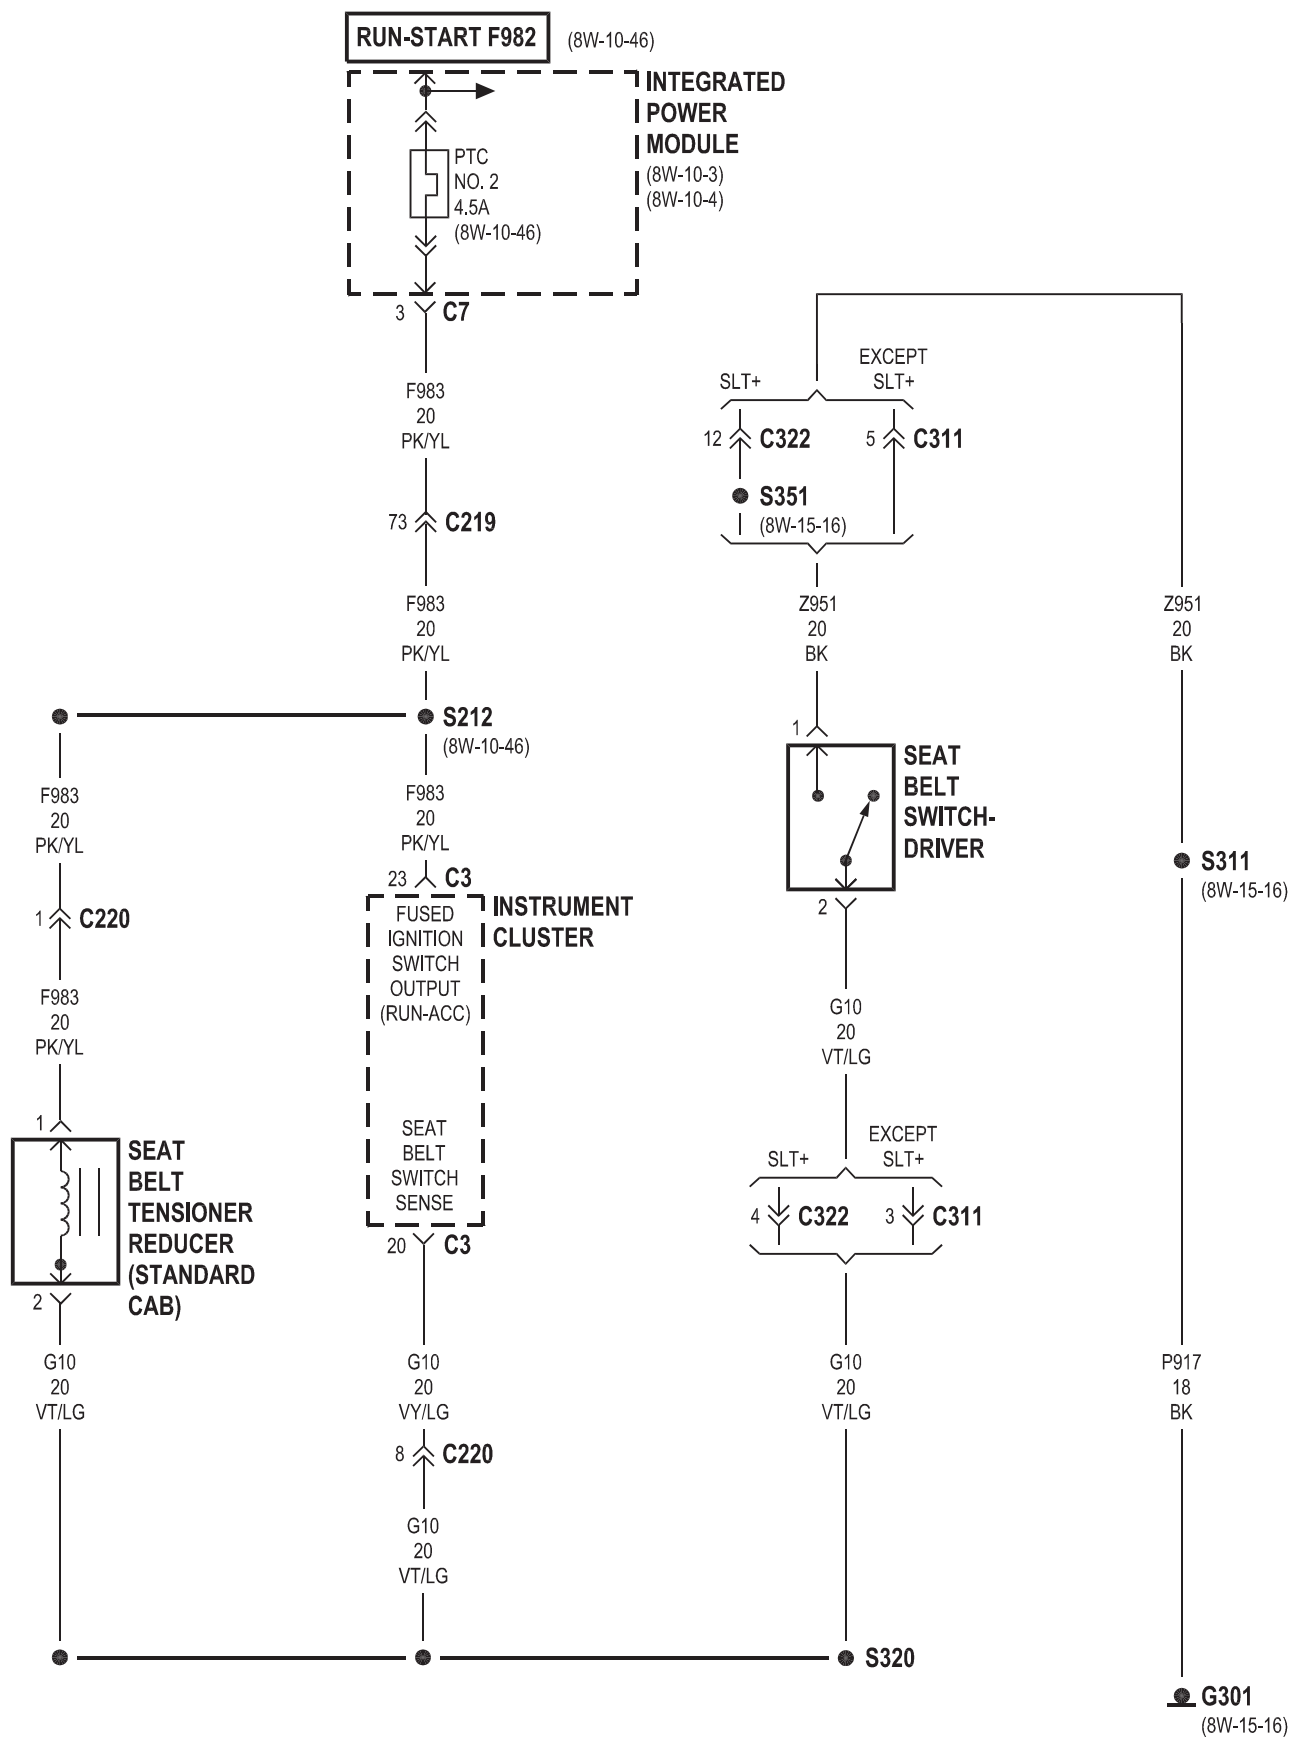 RUN-START F982 (8W-10-46)
INTEGRATED
POWER
MODULE
(8W-10-3)
(8W-10-4)
PTC
NO. 2
4.5A
(8W-10-46)
3 C7
F983
20
PK/YL
73 C219
F983
20
PK/YL
S212
(8W-10-46)
F983
20
PK/YL
1 C220
F983
20
PK/YL
1
SEAT
BELT
TENSIONER
REDUCER
(STANDARD
CAB)
2
G10
20
VT/LG
F983
20
PK/YL
23 C3
INSTRUMENT
CLUSTER
FUSED
IGNITION
SWITCH
OUTPUT
(RUN-ACC)
SEAT
BELT
SWITCH
SENSE
20 C3
G10
20
VY/LG
8 C220
G10
20
VT/LG
SLT+
EXCEPT
SLT+
12 C322
5 C311
S351
(8W-15-16)
Z951
20
BK
1
SEAT
BELT
SWITCH-
DRIVER
2
G10
20
VT/LG
SLT+
EXCEPT
SLT+
4 C322
3 C311
G10
20
VT/LG
S320
Z951
20
BK
S311
(8W-15-16)
P917
18
BK
G301
(8W-15-16)